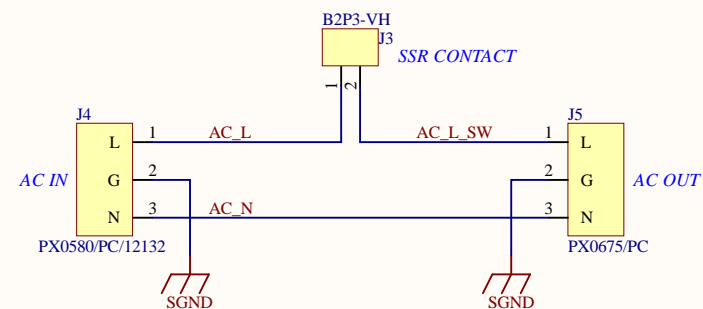 B2P3-VH
J3
SSR CONTACT
1
2
J4
J5
L
1
AC_L
AC_L_SW
1
L
AC IN
G
2
2
G
AC OUT
N
3
AC_N
3
N
PX0580/PC/12132
PX0675/PC
SGND
SGND